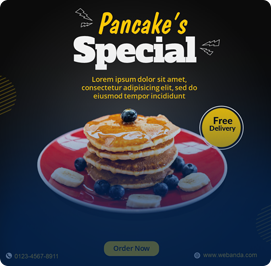 Pancake's
Special
Lorem ipsum dolor sit amet,
consectetur adipisicing elit, sed do
eiusmod tempor incididunt
Free
Delivery
Order Now
0123-4567-8911
www.webanda.com